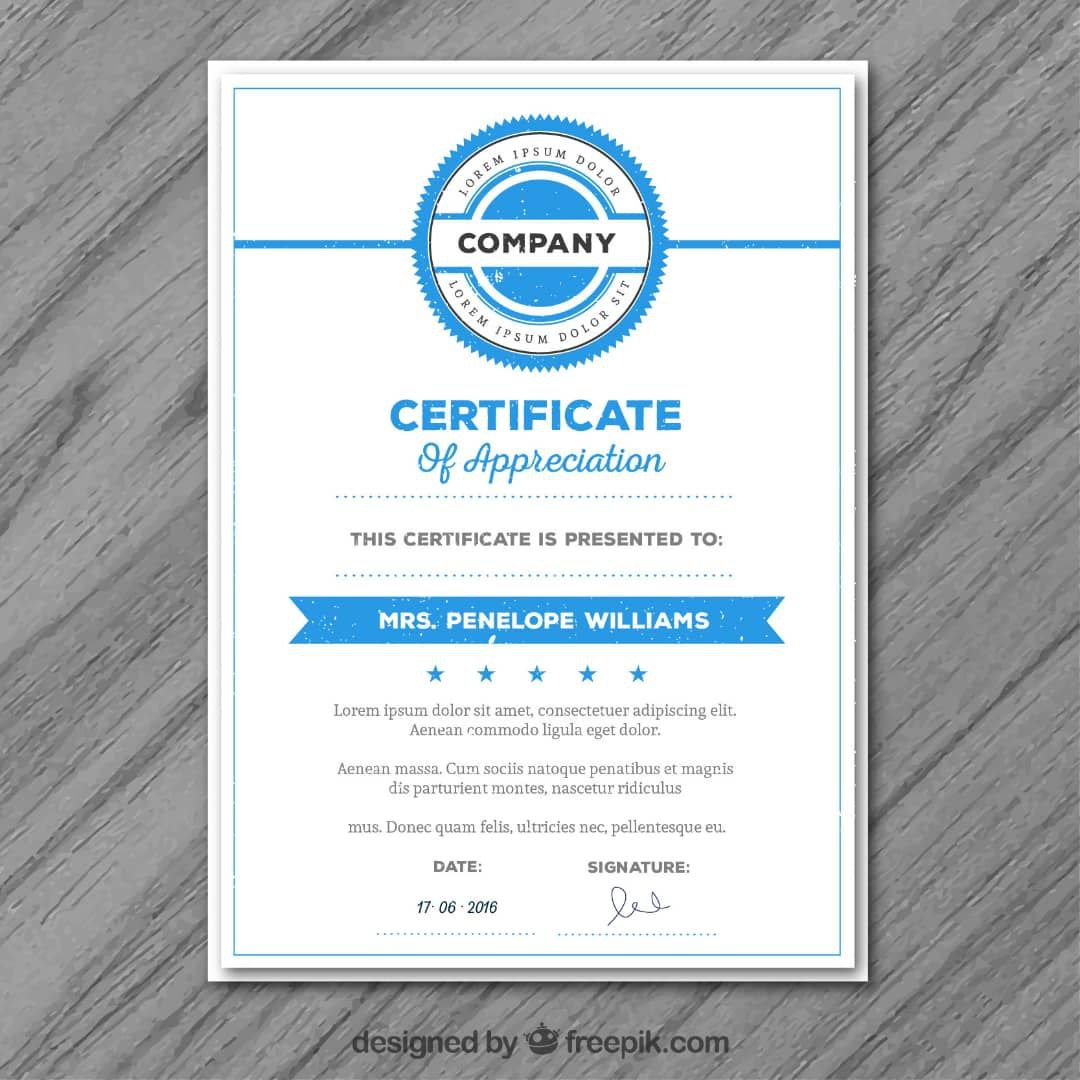 LOREM IPSUM DOLOR
COMPANY
LOREM IPSUM DOLOR SIT
CERTIFICATE
Of Appreciation
THIS CERTIFICATE IS PRESENTED TO:
MRS. PENELOPE WILLIAMS
Lorem ipsum dolor sit amet, consectetuer adipiscing elit.
Aenean commodo ligula eget dolor.
Aenean massa. Cum sociis natoque penatibus et magnis
dis parturient montes, nascetur ridiculus
mus. Donec quam felis, ultricies nec, pellentesque eu.
DATE: SIGNATURE:
17· 06 · 2016
designed by freepik.com